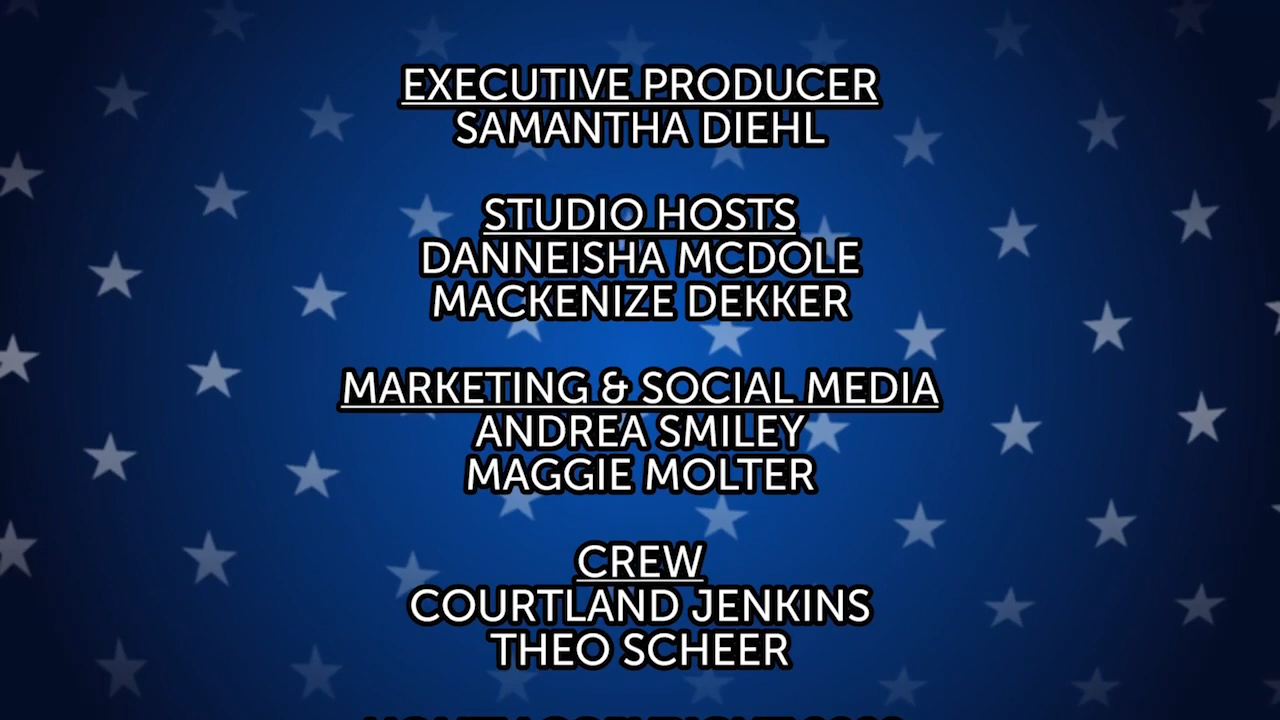 EXECUTIVE PRODUCER
SAMANTHA DIEHL
STUDIO HOSTS
DANNEISHA MCDOLE
MACKENIZE DEKKER
MARKETING & SOCIAL MEDIA
ANDREA SMILEY
MAGGIE MOLTER
CREW
COURTLAND JENKINS
THEO SCHEER